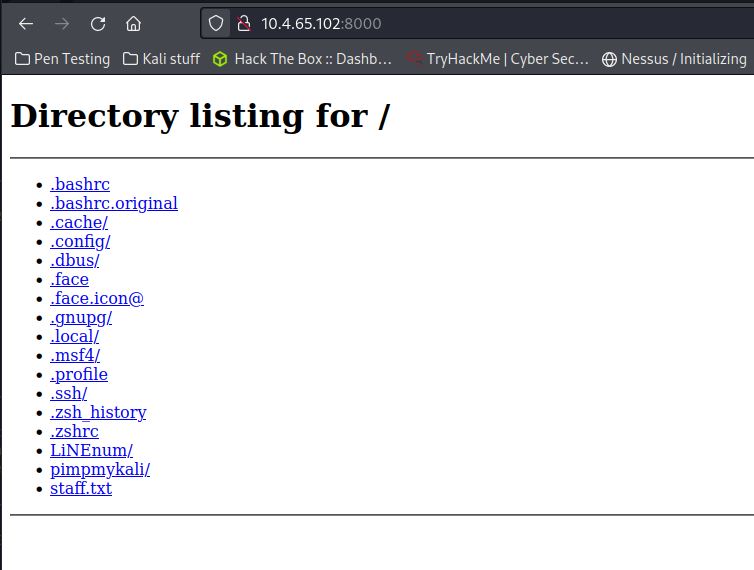 10.4.65.102:8000
Pen Testing Kali stuff Hack The Box :: Dashb... TryHackMe | Cyber Sec... Nessus / Initializing
Directory listing for /
.bashrc
.bashrc.original
.cache/
.config/
.dbus/
.face
.face.icon@
.gnupg/
.local/
.msf4/
.profile
.ssh/
.zsh_history
.zshrc
LiNEnum/
pimpmykali/
staff.txt